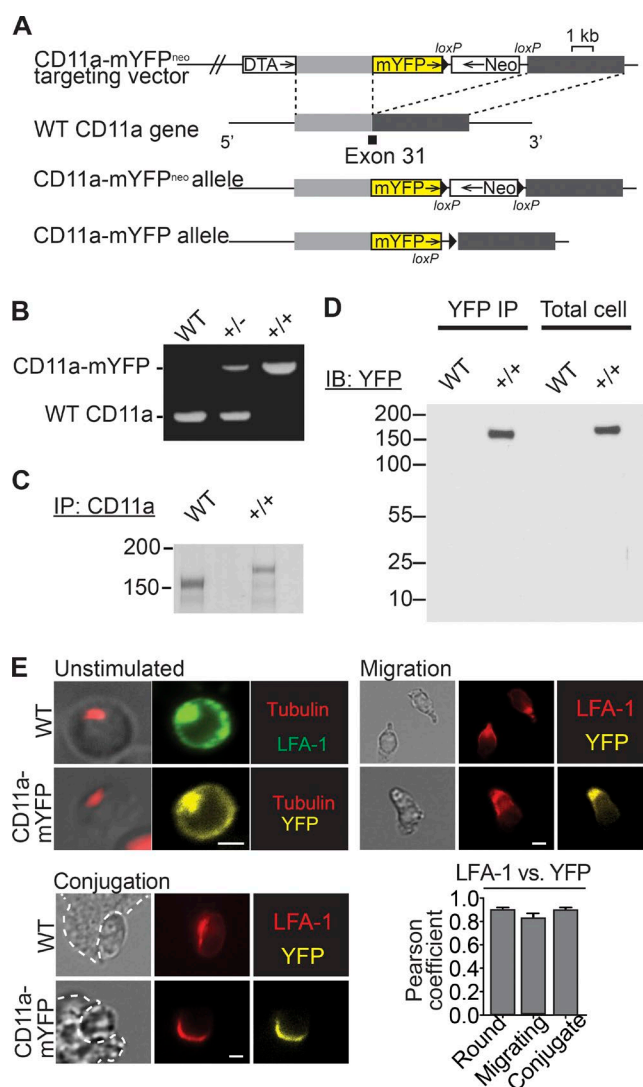 A
CD11a-mYFPneo
targeting vector
DTA
mYFP
loxP
Neo
loxP
1 kb
WT CD11a gene
5'
3'
Exon 31
CD11a-mYFPneo allele
mYFP
Neo
loxP
loxP
CD11a-mYFP allele
mYFP
loxP
B
WT
+/-
+/+
CD11a-mYFP
WT CD11a
C
IP: CD11a
WT
+/+
200
150
D
YFP IP
Total cell
IB: YFP
WT
+/+
WT
+/+
200
150
100
55
25
10
E
Unstimulated
WT
Tubulin
LFA-1
CD11a-
mYFP
Tubulin
YFP
Migration
LFA-1
YFP
Conjugation
WT
LFA-1
YFP
CD11a-
mYFP
LFA-1 vs. YFP
Pearson
coefficient
1.0
0.8
0.6
0.4
0.2
0.0
Round
Migrating
Conjugate